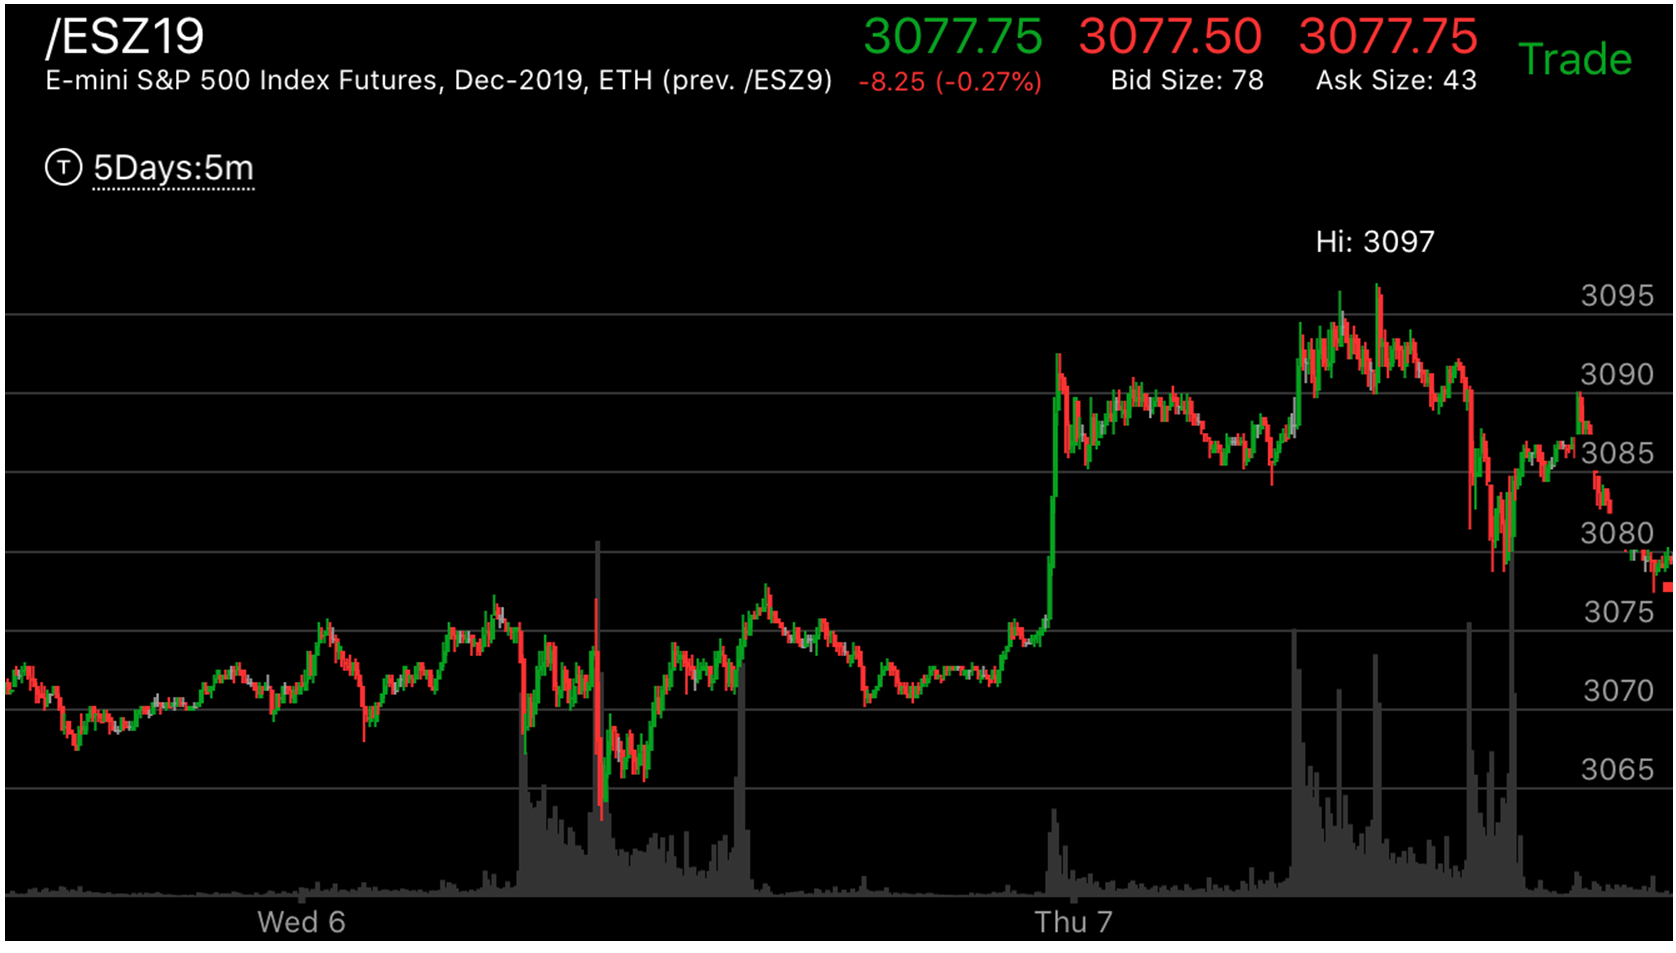 /ESZ19
3077.75 3077.50 3077.75
Trade
E-mini S&P 500 Index Futures, Dec-2019, ETH (prev. /ESZ9)
-8.25 (-0.27%) Bid Size: 78 Ask Size: 43
T 5Days:5m
Hi: 3097
3095
3090
3085
3080
3075
3070
3065
Wed 6 Thu 7